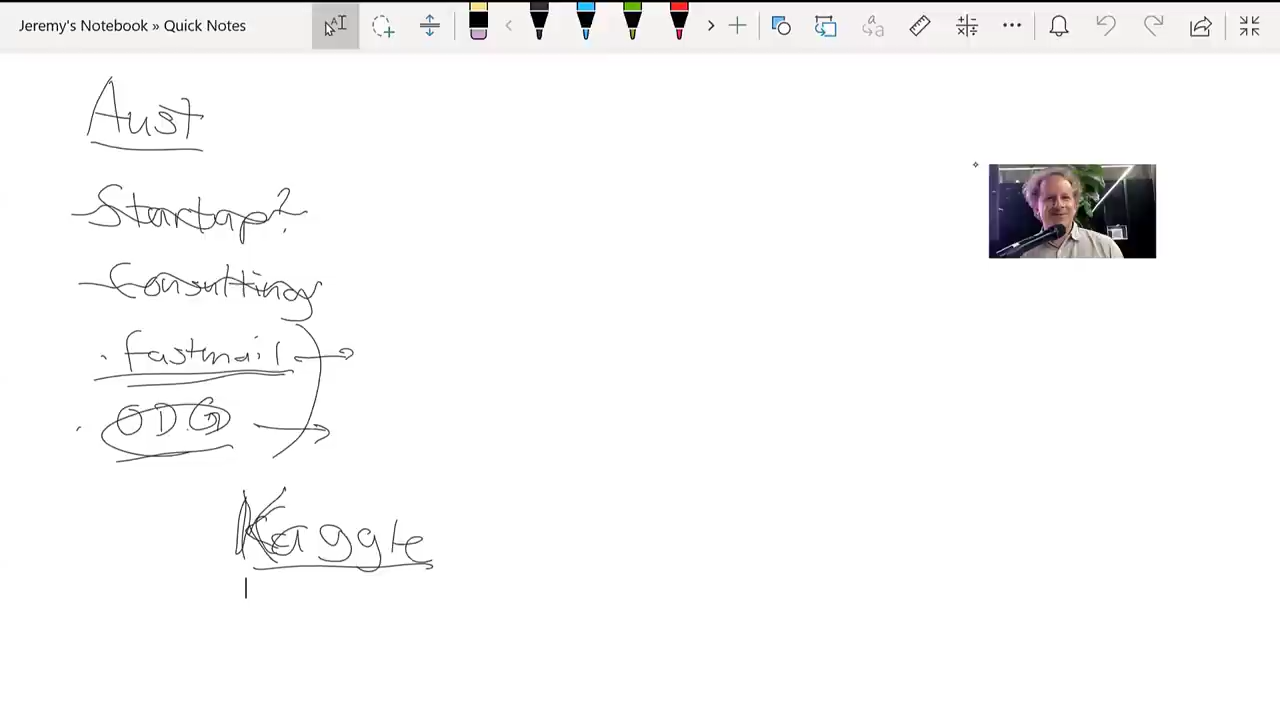 Jeremy's Notebook » Quick Notes
Aust
Startup?
Consulting
fastmail
ODG
Kaggle